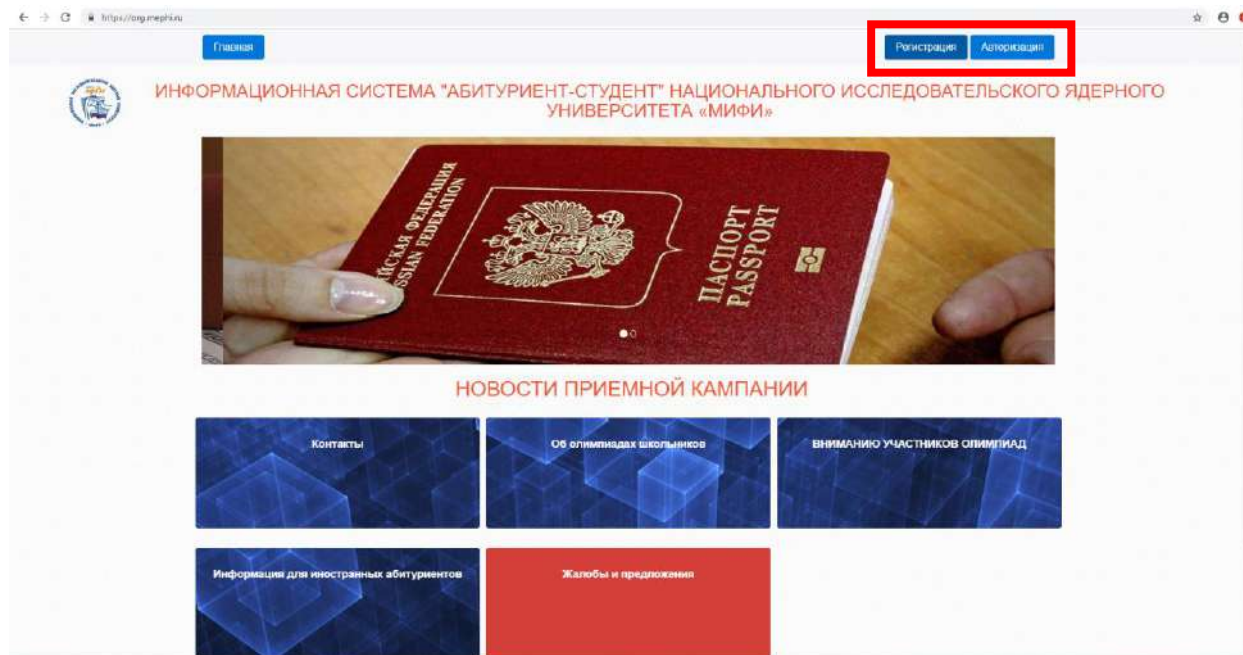 https://org.mephi.ru
Главная
Регистрация
Авторизация
ИНФОРМАЦИОННАЯ СИСТЕМА "АБИТУРИЕНТ-СТУДЕНТ" НАЦИОНАЛЬНОГО ИССЛЕДОВАТЕЛЬСКОГО ЯДЕРНОГО
УНИВЕРСИТЕТА «МИФИ»
ФЕДЕРАЦИЯ
FEDERATION
ПАСПОРТ
PASSPORT
НОВОСТИ ПРИЕМНОЙ КАМПАНИИ
Контакты
Об олимпиадах школьников
ВНИМАНИЮ УЧАСТНИКОВ ОЛИМПИАД
Информация для иностранных абитуриентов
Жалобы и предложения